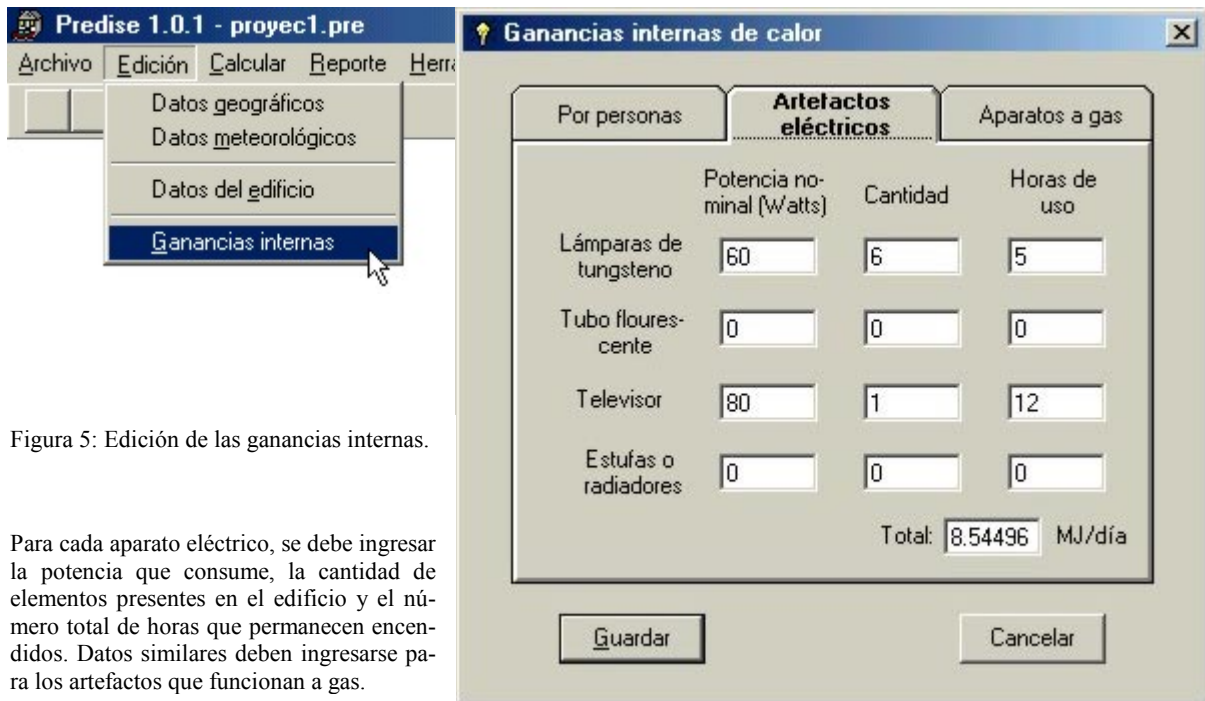 Predise 1.0.1 - proyec1.pre
Archivo Edición Calcular Reporte
Datos geográficos
Datos meteorológicos
Datos del edificio
Ganancias internas
Figura 5: Edición de las ganancias internas.
Para cada aparato eléctrico, se debe ingresar
la potencia que consume, la cantidad de
elementos presentes en el edificio y el nú-
mero total de horas que permanecen encen-
didos. Datos similares deben ingresarse pa-
ra los artefactos que funcionan a gas.
Ganancias internas de calor
Por personas
Artefactos
eléctricos
Aparatos a gas
Potencia no-
minal (Watts)
Cantidad
Horas de
uso
Lámparas de
tungsteno
60 6 5
Tubo floures-
cente
0 0 0
Televisor 80 1 12
Estufas o
radiadores
0 0 0
Total: 8.54496 MJ/día
Guardar Cancelar